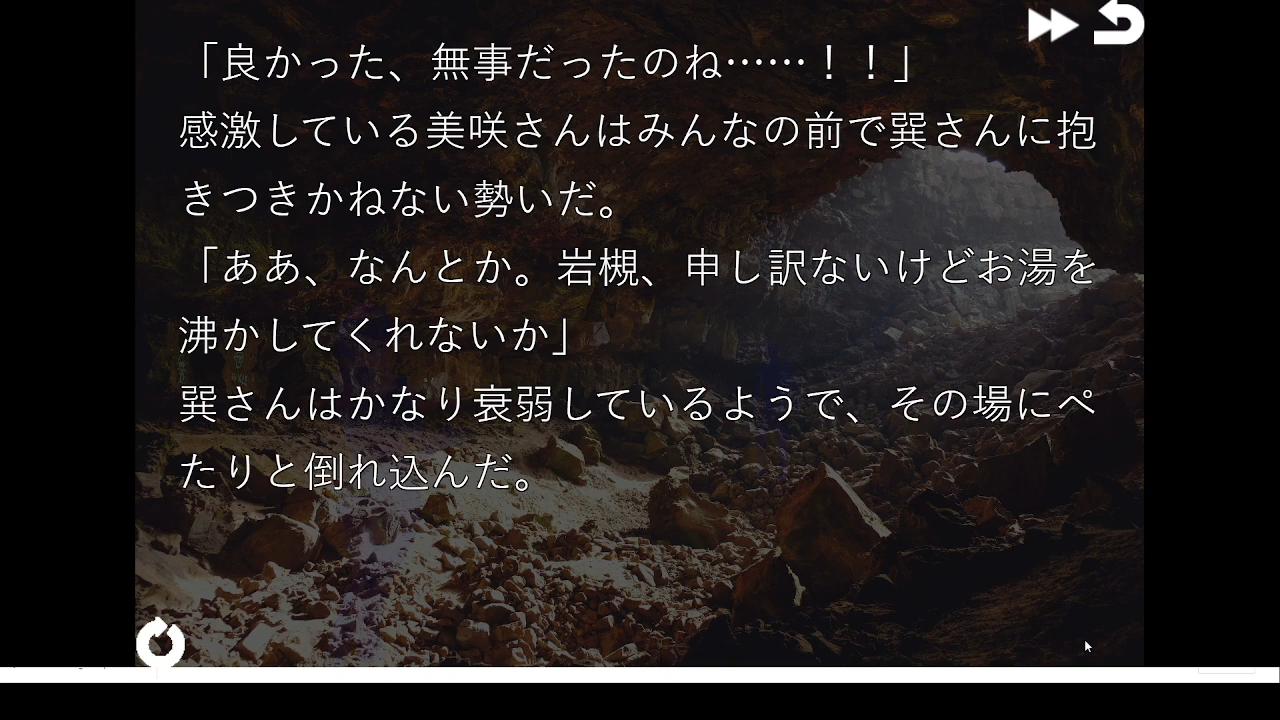 「良かった、無事だったのね……！！」
感激している美咲さんはみんなの前で巽さんに抱
きつきかねない勢いだ。
「ああ、なんとか。岩槻、申し訳ないけどお湯を
沸かしてくれないか」
巽さんはかなり衰弱しているようで、その場にぺ
たりと倒れ込んだ。